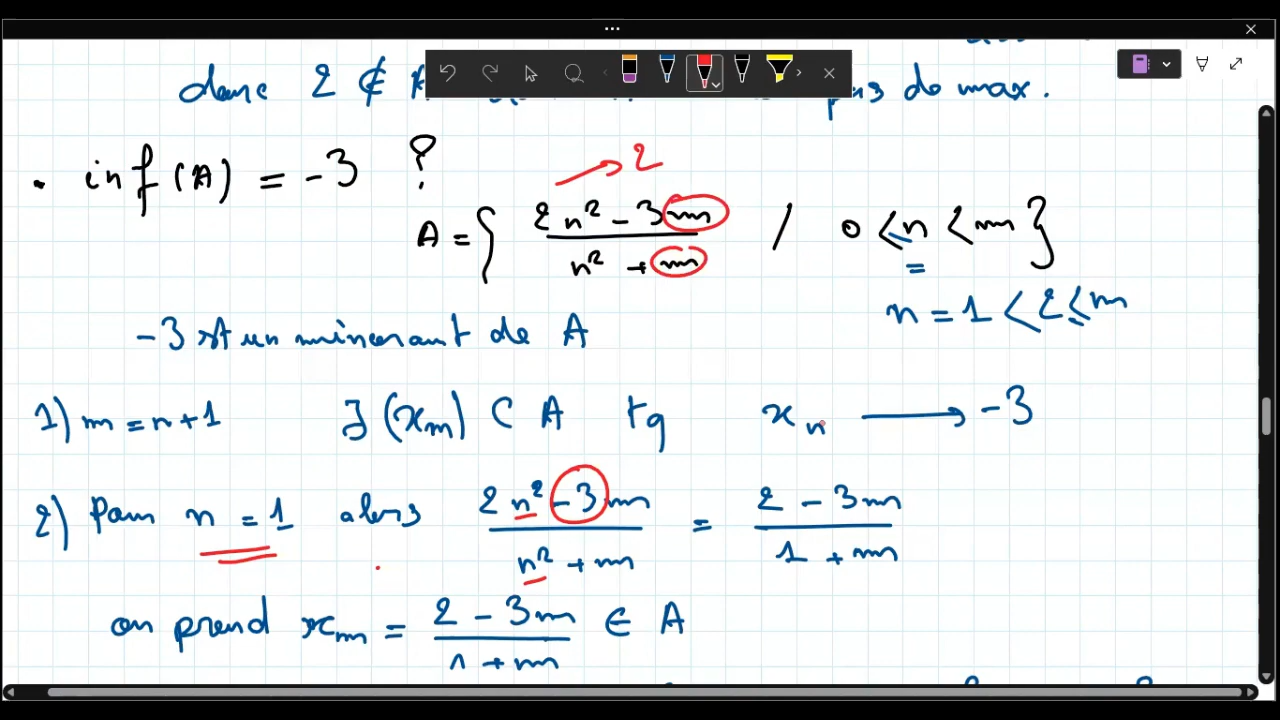 donc 2 ∉ pas de max.
• inf(A) = -3 ?
→ 2
A = { (2n² - 3m) / (n² + m) / 0 < n < m }
=
n = 1 < 2 ≤ m
-3 est un minorant de A
1) m = n+1 ∃ (xₘ) ⊂ A tq xₙ ⟶ -3
2) Pour n = 1 alors (2n² - 3m) / (n² + m) = (2 - 3m) / (1 + m)
on prend xₘ = (2 - 3m) / (1 + m) ∈ A